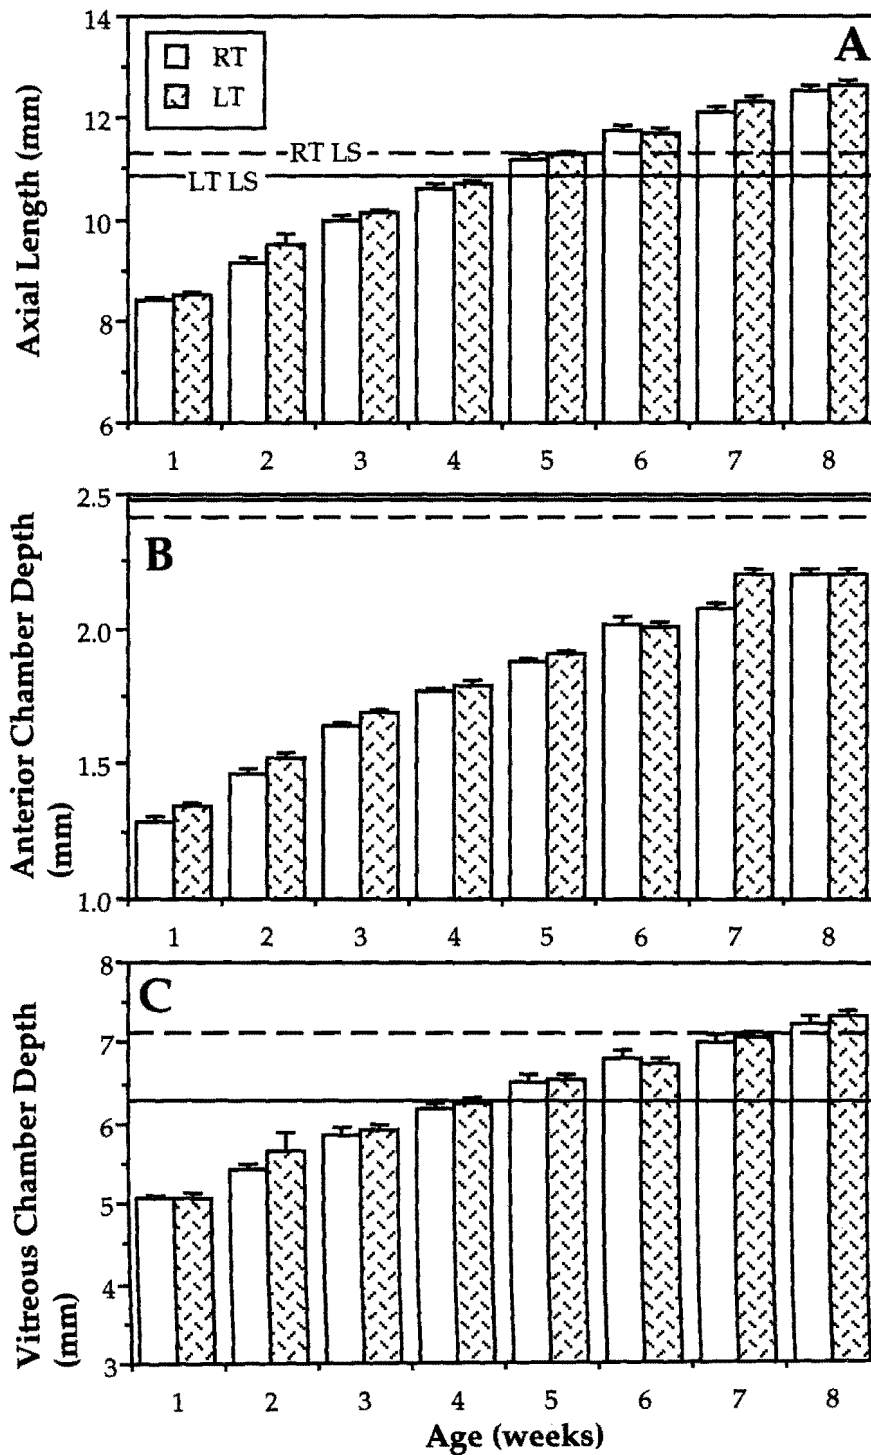 A
RT
LT
RT LS
LT LS
Axial Length (mm)
14
12
10
8
6
1 2 3 4 5 6 7 8
B
Anterior Chamber Depth
(mm)
2.5
2.0
1.5
1.0
1 2 3 4 5 6 7 8
C
Vitreous Chamber Depth
(mm)
8
7
6
5
4
3
1 2 3 4 5 6 7 8
Age (weeks)